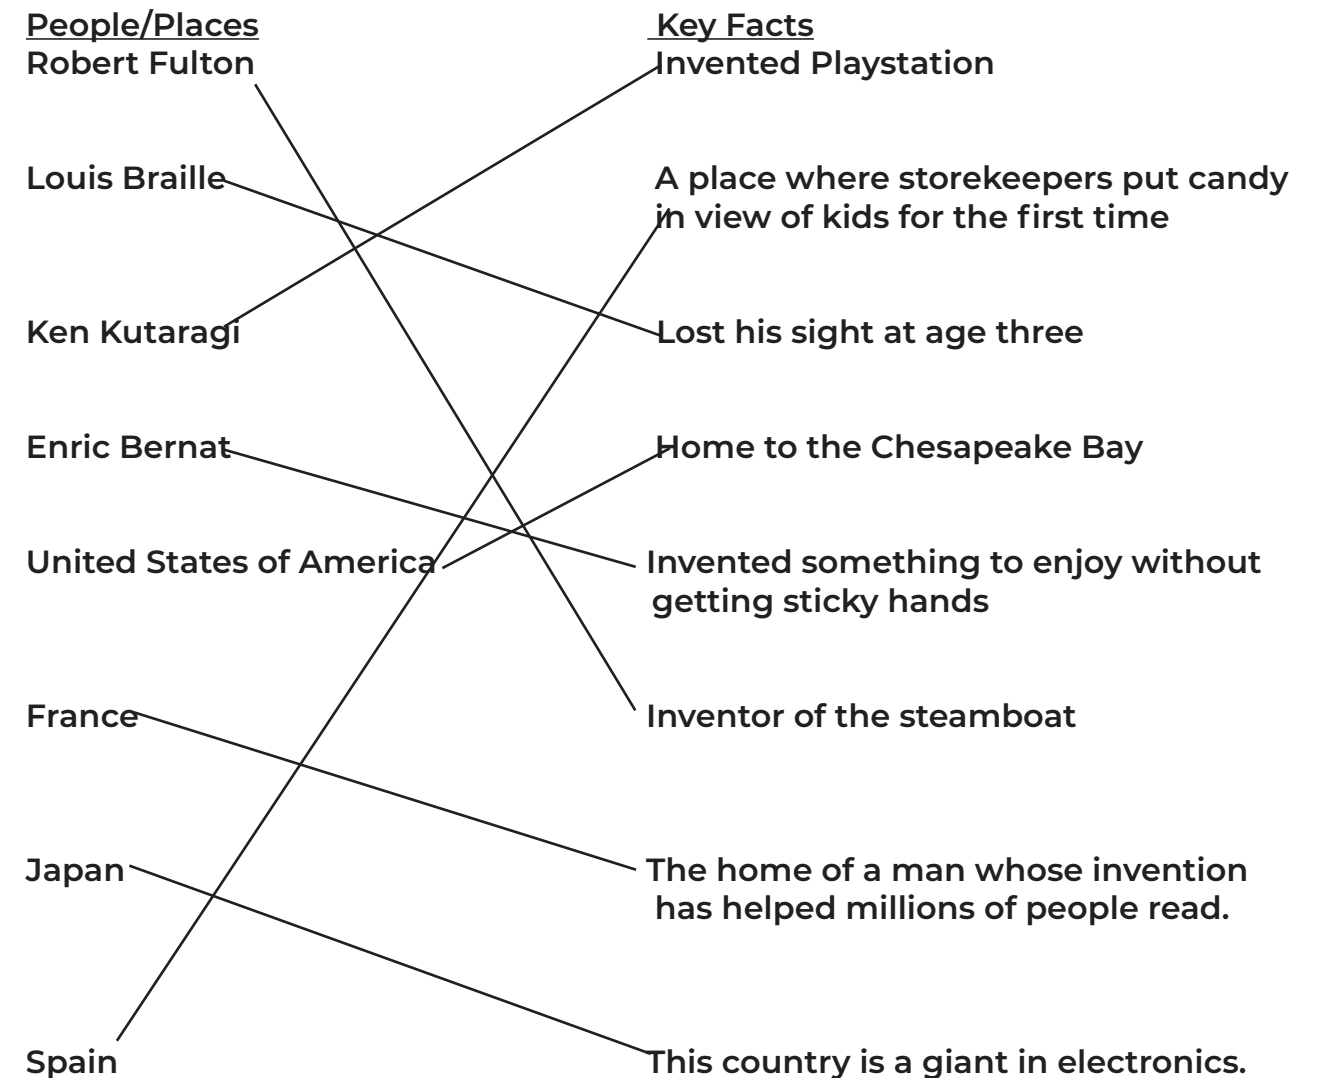 People/Places Key Facts
Robert Fulton Invented Playstation
Louis Braille A place where storekeepers put candy
in view of kids for the first time
Ken Kutaragi Lost his sight at age three
Enric Bernat Home to the Chesapeake Bay
United States of America Invented something to enjoy without
getting sticky hands
France Inventor of the steamboat
Japan The home of a man whose invention
has helped millions of people read.
Spain This country is a giant in electronics.